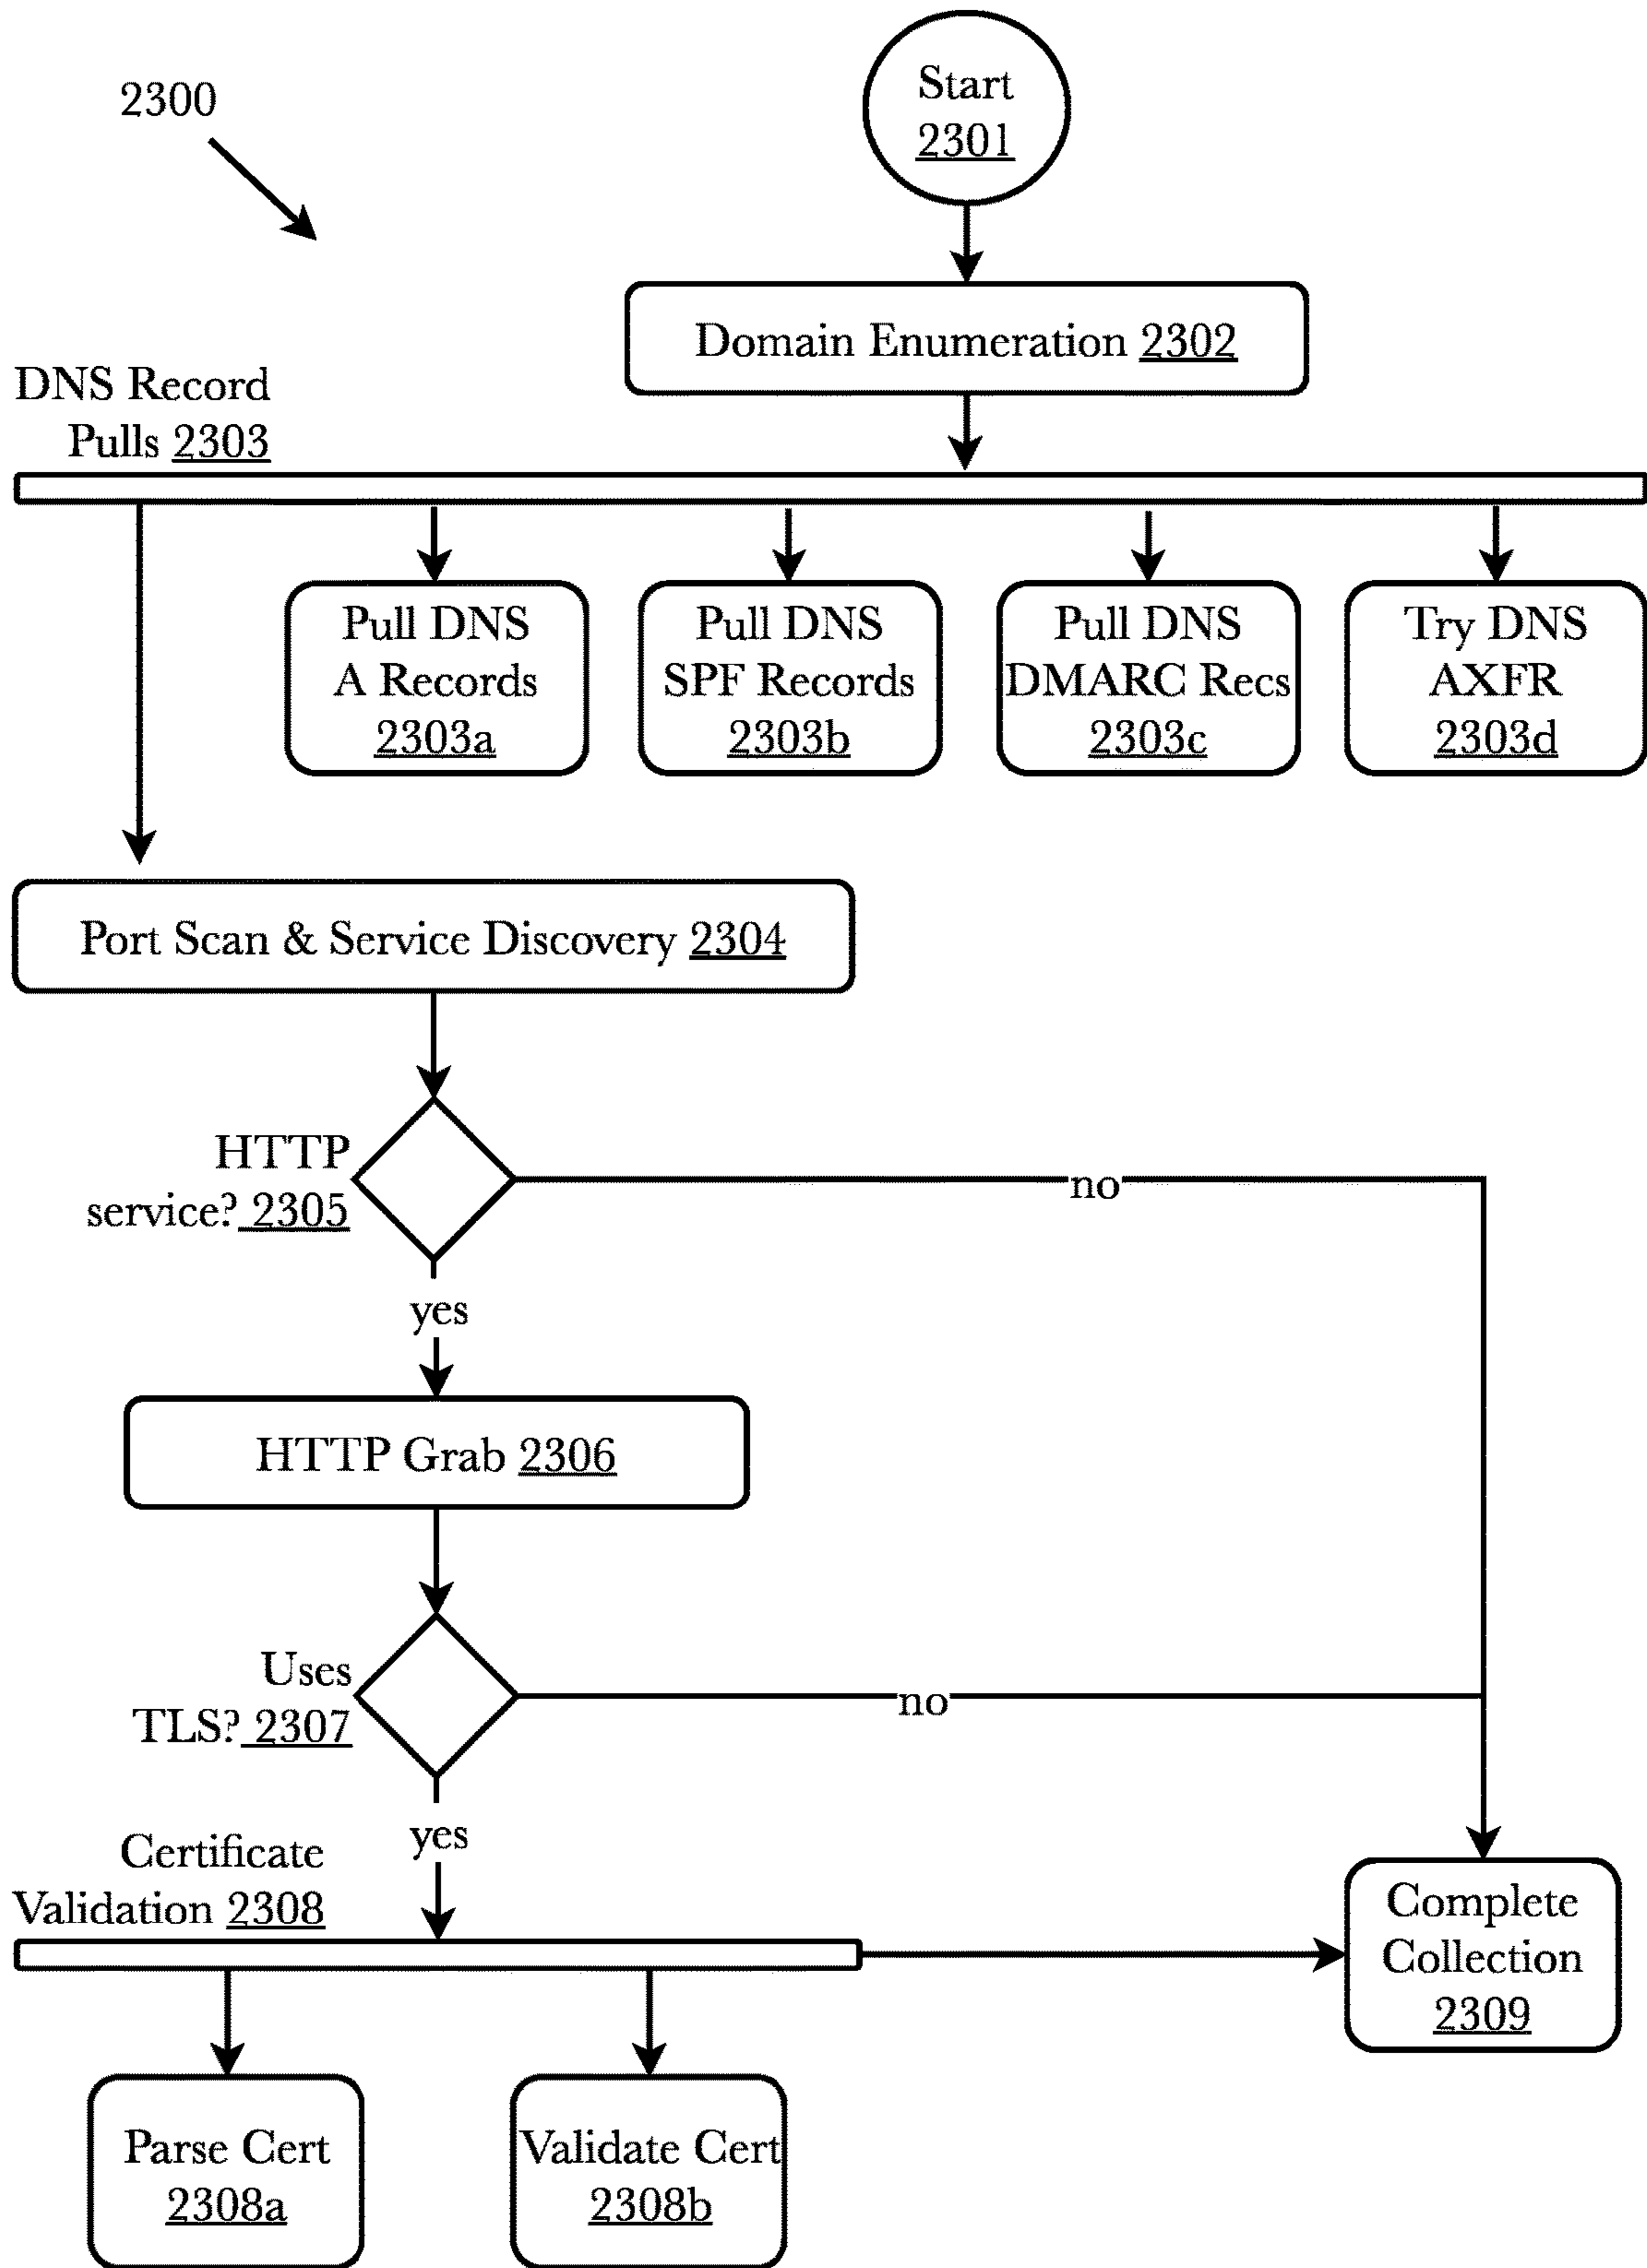 2300
Start
2301
Domain Enumeration 2302
DNS Record
Pulls 2303
Pull DNS
A Records
2303a
Pull DNS
SPF Records
2303b
Pull DNS
DMARC Recs
2303c
Try DNS
AXFR
2303d
Port Scan & Service Discovery 2304
HTTP
service? 2305
no
yes
HTTP Grab 2306
Uses
TLS? 2307
no
yes
Certificate
Validation 2308
Complete
Collection
2309
Parse Cert
2308a
Validate Cert
2308b